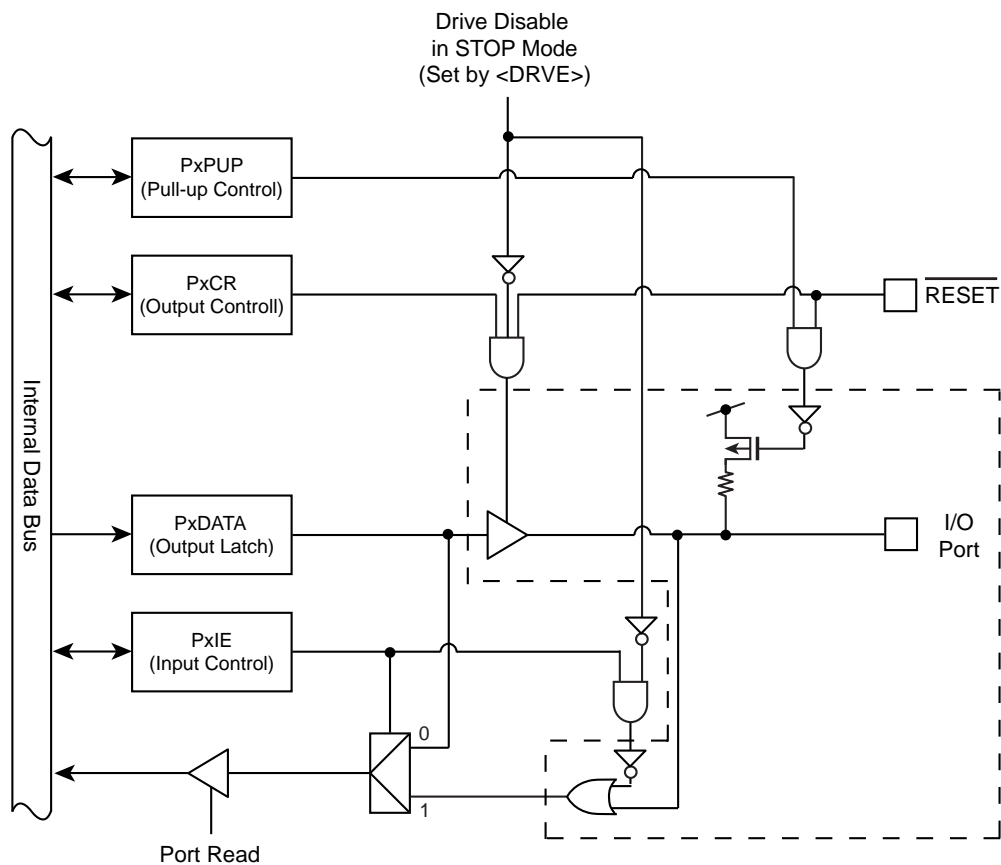 Drive Disable
in STOP Mode
(Set by <DRVE>)
PxPUP
(Pull-up Control)
PxCR
(Output Controll)
RESET
Internal Data Bus
PxDATA
(Output Latch)
I/O
Port
PxIE
(Input Control)
0
1
Port Read